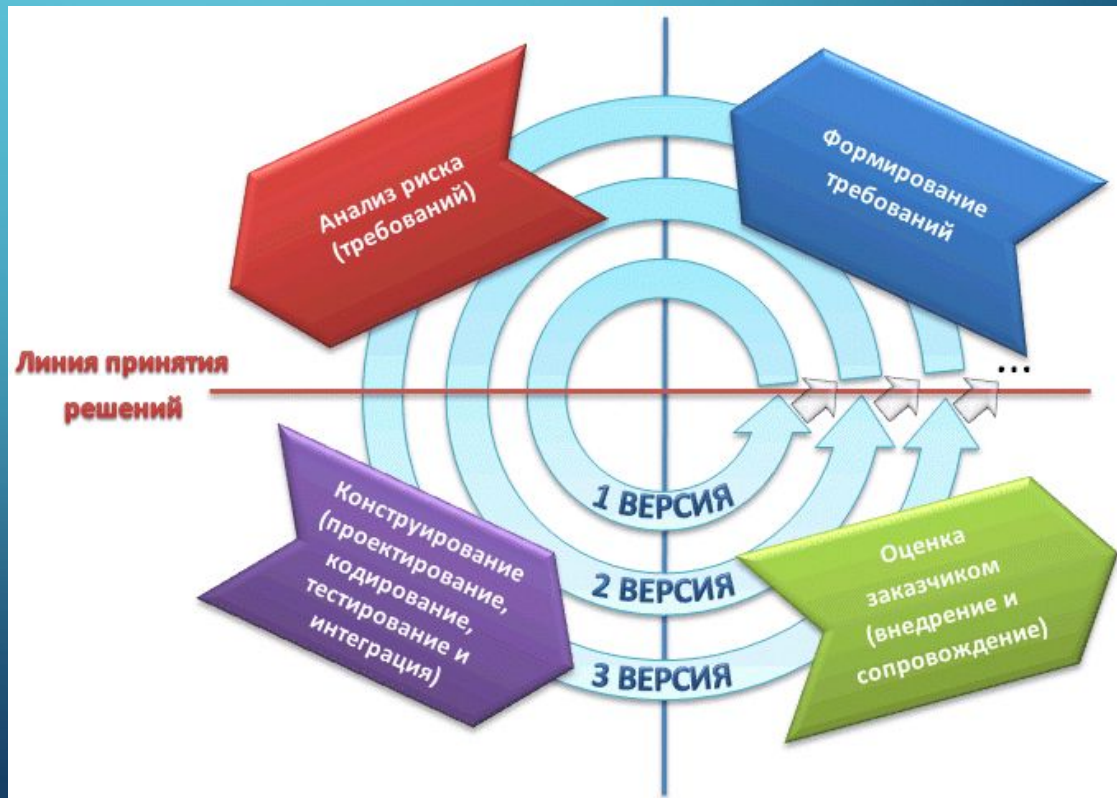 Анализ риска
(требований)
Формирование
требований
Линия принятия
решений
...
Конструирование
(проектирование,
кодирование,
тестирование и
интеграция)
Оценка
заказчиком
(внедрение и
сопровождение)
1 ВЕРСИЯ
2 ВЕРСИЯ
3 ВЕРСИЯ